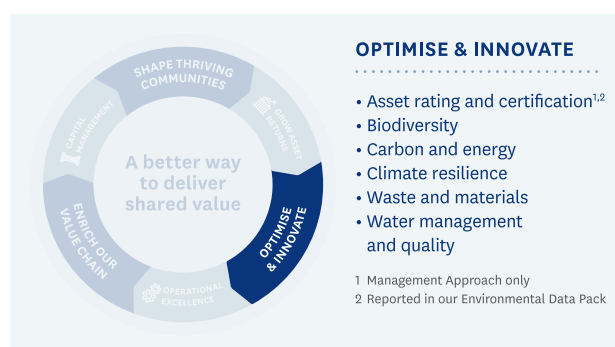 SHAPE THRIVING
COMMUNITIES
GROW ASSET
RETURNS
OPTIMISE
& INNOVATE
OPERATIONAL
EXCELLENCE
ENRICH OUR
VALUE CHAIN
CAPITAL
MANAGEMENT
A better way
to deliver
shared value
OPTIMISE & INNOVATE
• Asset rating and certification1,2
• Biodiversity
• Carbon and energy
• Climate resilience
• Waste and materials
• Water management
and quality
1 Management Approach only
2 Reported in our Environmental Data Pack